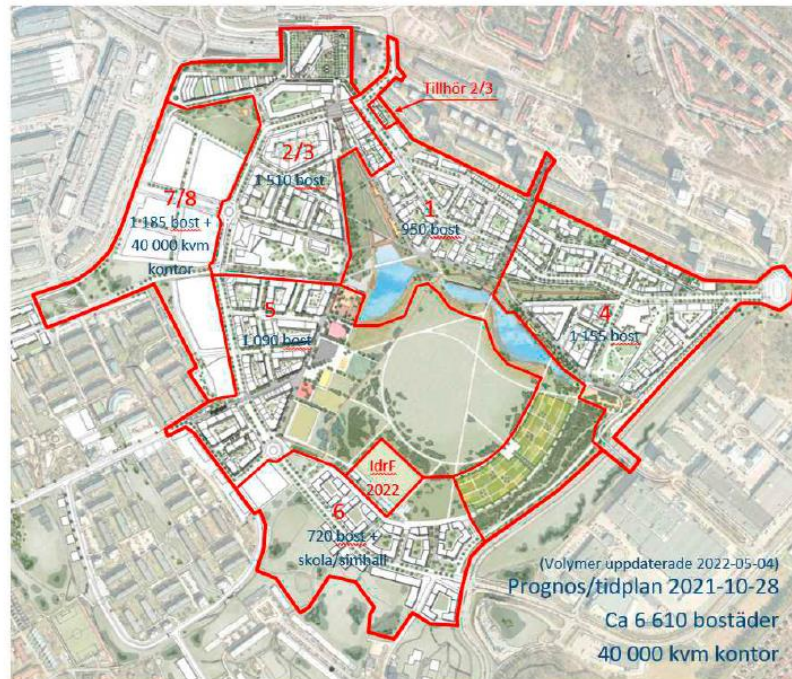 Tillhör 2/3
2/3
1 510 bost
7/8
1 185 bost +
40 000 kvm
kontor
1
950 bost
5
1 090 bost
4
1 155 bost
IdrF
2022
6
720 bost +
skola/simhall
(Volymer uppdaterade 2022-05-04)
Prognos/tidplan 2021-10-28
Ca 6 610 bostäder
40 000 kvm kontor